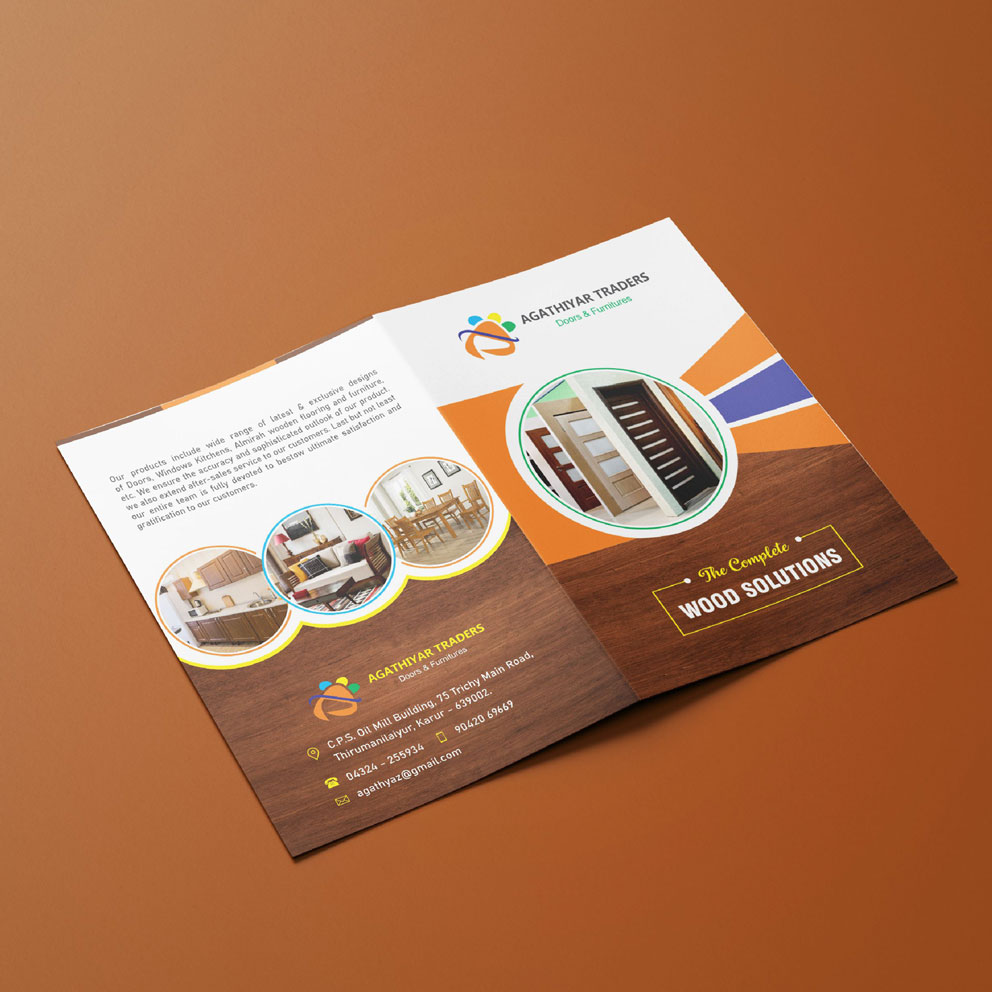 Our products include wide range of latest & exclusive designs
of Doors, Windows Kitchens, Almirah wooden flooring and furniture,
etc. We ensure the accuracy and sophisticated outlook of our product.
we also extend after-sales service to our customers. Last but not least
our entire team is fully devoted to bestow ultimate satisfaction and
gratification to our customers.
AGATHIYAR TRADERS
Doors & Furnitures
C.P.S. Oil Mill Building, 75 Trichy Main Road,
Thirumanilaiyur, Karur - 639002.
04324 - 255934 90420 69669
agathyaz@gmail.com
AGATHIYAR TRADERS
Doors & Furnitures
The Complete
WOOD SOLUTIONS